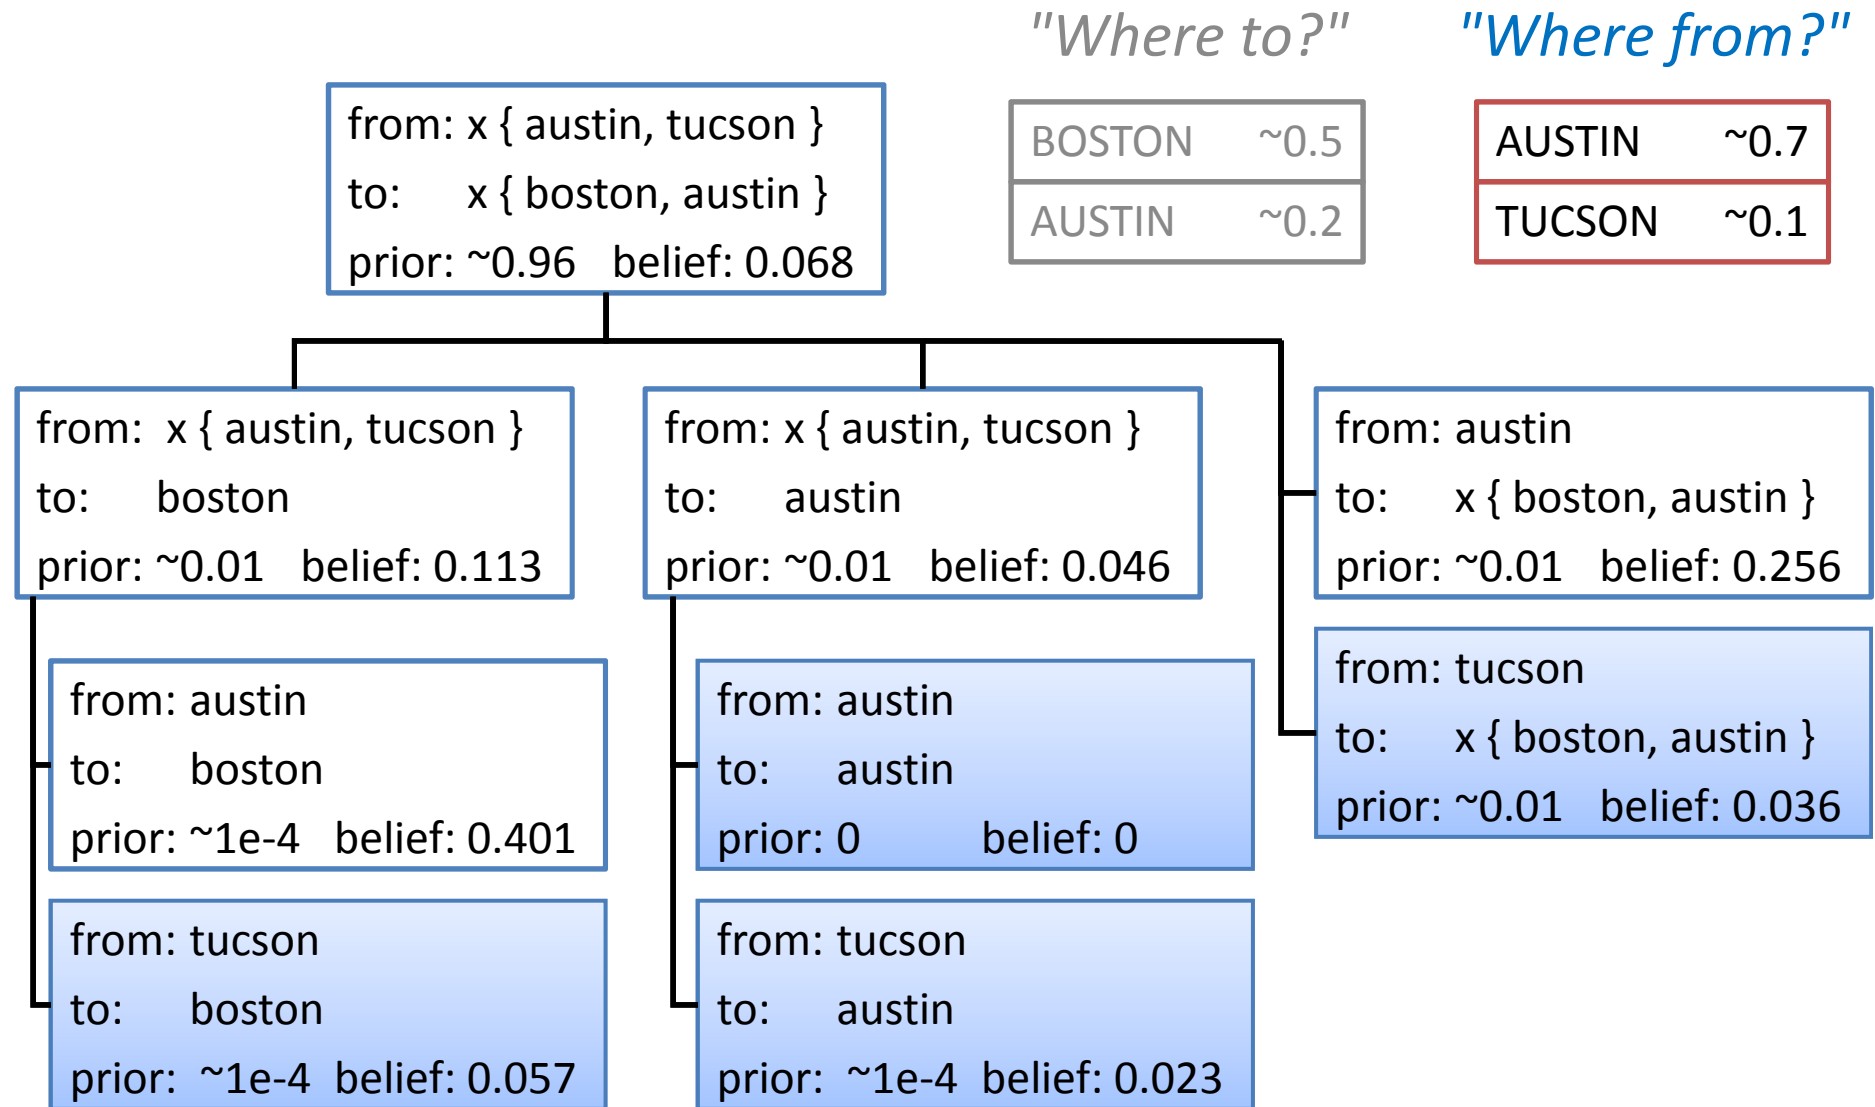 "Where to?" "Where from?"
BOSTON ~0.5
AUSTIN ~0.2
AUSTIN ~0.7
TUCSON ~0.1
from: x { austin, tucson }
to: x { boston, austin }
prior: ~0.96 belief: 0.068
from: x { austin, tucson }
to: boston
prior: ~0.01 belief: 0.113
from: austin
to: boston
prior: ~1e-4 belief: 0.401
from: tucson
to: boston
prior: ~1e-4 belief: 0.057
from: x { austin, tucson }
to: austin
prior: ~0.01 belief: 0.046
from: austin
to: austin
prior: 0 belief: 0
from: tucson
to: austin
prior: ~1e-4 belief: 0.023
from: austin
to: x { boston, austin }
prior: ~0.01 belief: 0.256
from: tucson
to: x { boston, austin }
prior: ~0.01 belief: 0.036